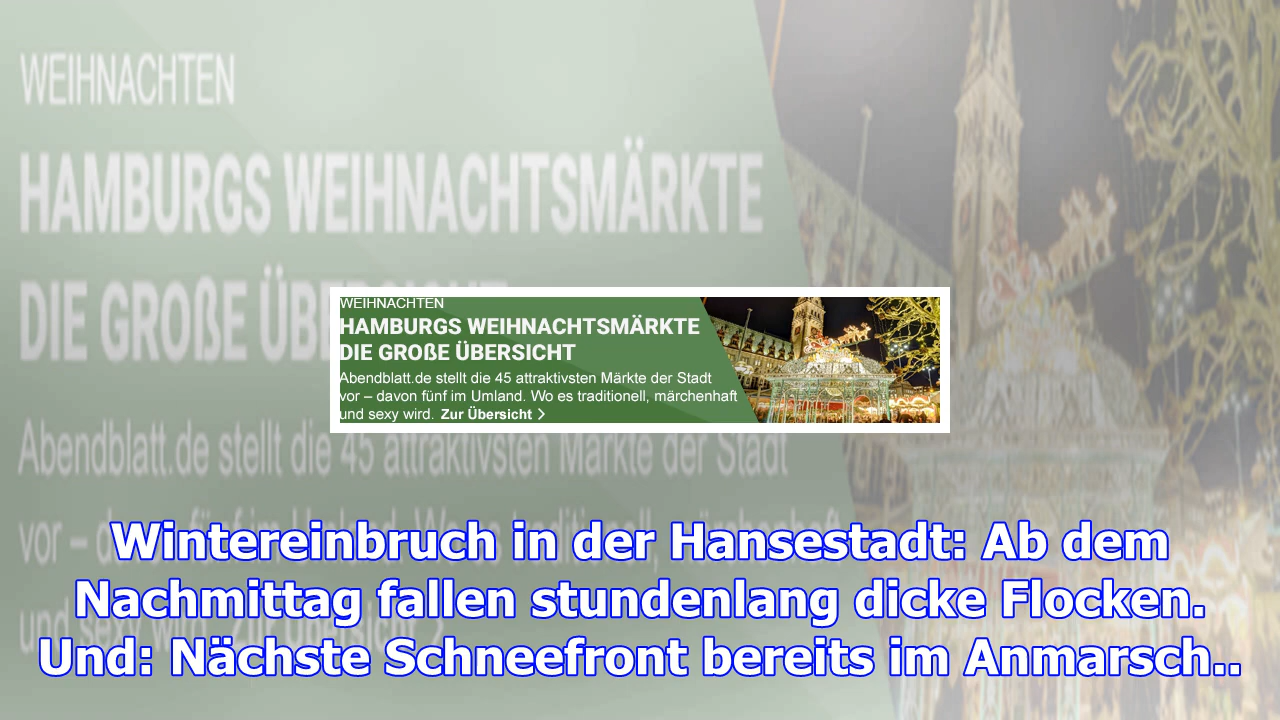 WEIHNACHTEN
HAMBURGS WEIHNACHTSMÄRKTE
DIE GROßE ÜBERSICHT
Abendblatt.de stellt die 45 attraktivsten Märkte der Stadt
vor – davon fünf im Umland. Wo es traditionell, märchenhaft
und sexy wird. Zur Übersicht >
Wintereinbruch in der Hansestadt: Ab dem
Nachmittag fallen stundenlang dicke Flocken.
Und: Nächste Schneefront bereits im Anmarsch..